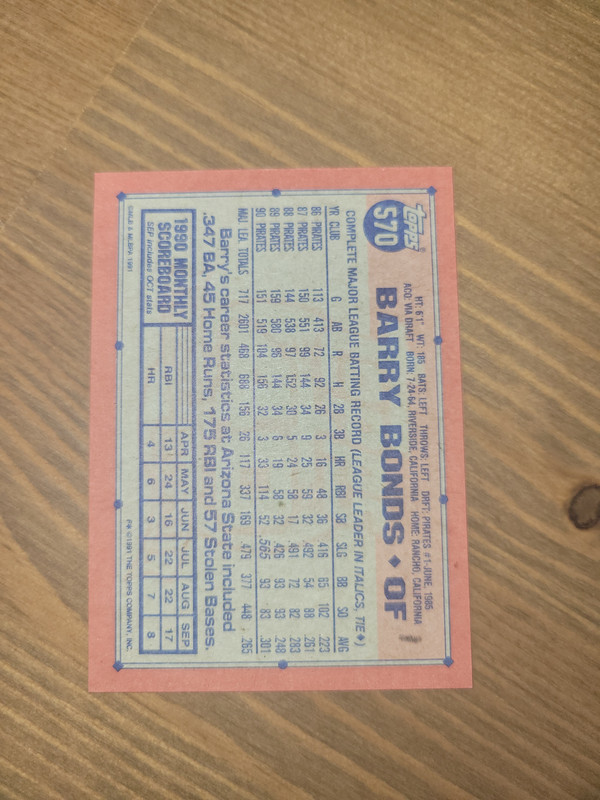 Topps
570
HT: 6'1" WT: 185 BATS: LEFT THROWS: LEFT DRFT: PIRATES #1-JUNE, 1985
ACQ: VIA DRAFT BORN: 7-24-64, RIVERSIDE, CALIFORNIA HOME: RANCHO, CALIFORNIA
BARRY BONDS ♦ OF
COMPLETE MAJOR LEAGUE BATTING RECORD (LEAGUE LEADER IN ITALICS, TIE♦)
YR CLUB G AB R H 2B 3B HR RBI SB SLG BB SO AVG
86 PIRATES 113 413 72 92 26 3 16 48 36 .416 65 102 .223
87 PIRATES 150 551 99 144 34 9 25 59 32 .492 54 88 .261
88 PIRATES 144 538 97 152 30 5 24 58 17 .491 72 82 .283
89 PIRATES 159 580 96 144 34 6 19 58 32 .426 93 93 .248
90 PIRATES 151 519 104 156 32 3 33 114 52 .565 93 83 .301
MAJ. LEA. TOTALS 717 2601 468 688 156 26 117 337 169 .479 377 448 .265
Barry's career statistics at Arizona State included
.347 BA, 45 Home Runs, 175 RBI and 57 Stolen Bases.
1990 MONTHLY
SCOREBOARD
SEP includes OCT stats
APR MAY JUN JUL AUG SEP
RBI 13 24 16 22 22 17
HR 4 6 3 5 7 8
©MLB & MLBPA 1991
P# ©1991 THE TOPPS COMPANY, INC.